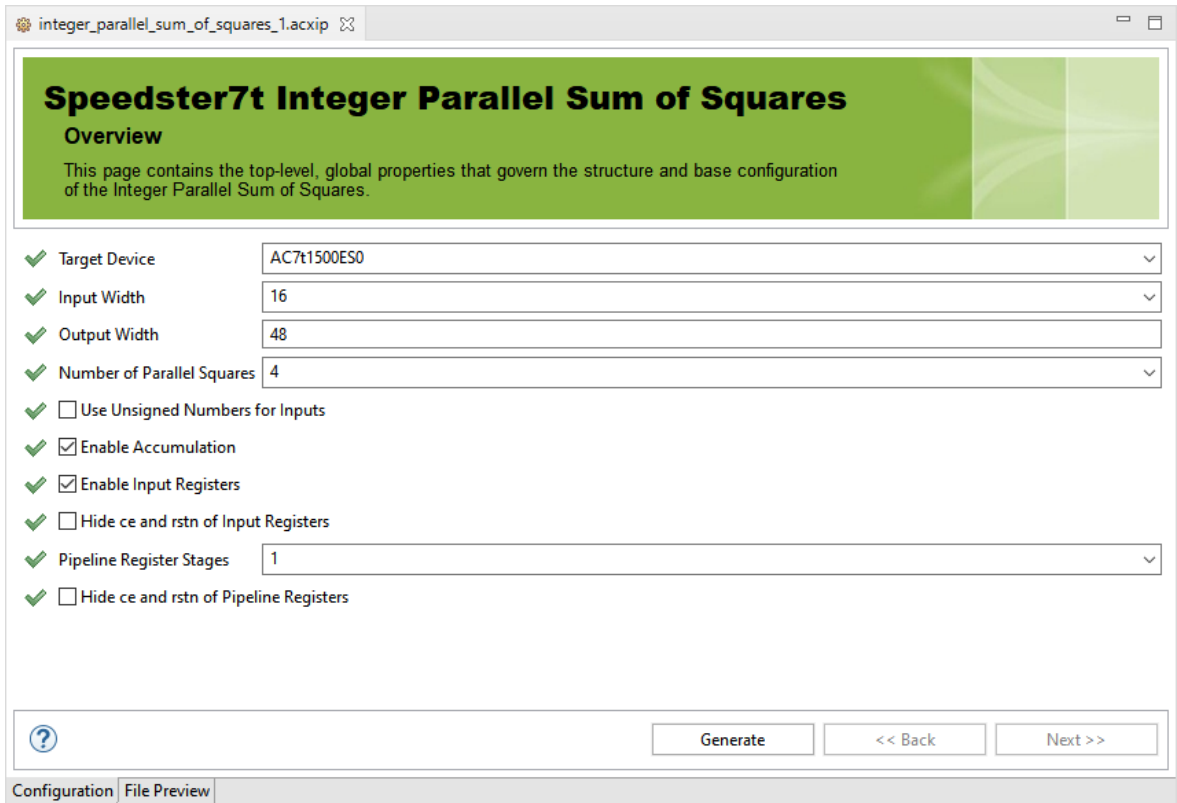 integer_parallel_sum_of_squares_1.acxip
Speedster7t Integer Parallel Sum of Squares
Overview
This page contains the top-level, global properties that govern the structure and base configuration
of the Integer Parallel Sum of Squares.
Target Device AC7t1500ES0
Input Width 16
Output Width 48
Number of Parallel Squares 4
Use Unsigned Numbers for Inputs
Enable Accumulation
Enable Input Registers
Hide ce and rstn of Input Registers
Pipeline Register Stages 1
Hide ce and rstn of Pipeline Registers
? Generate << Back Next >>
Configuration File Preview